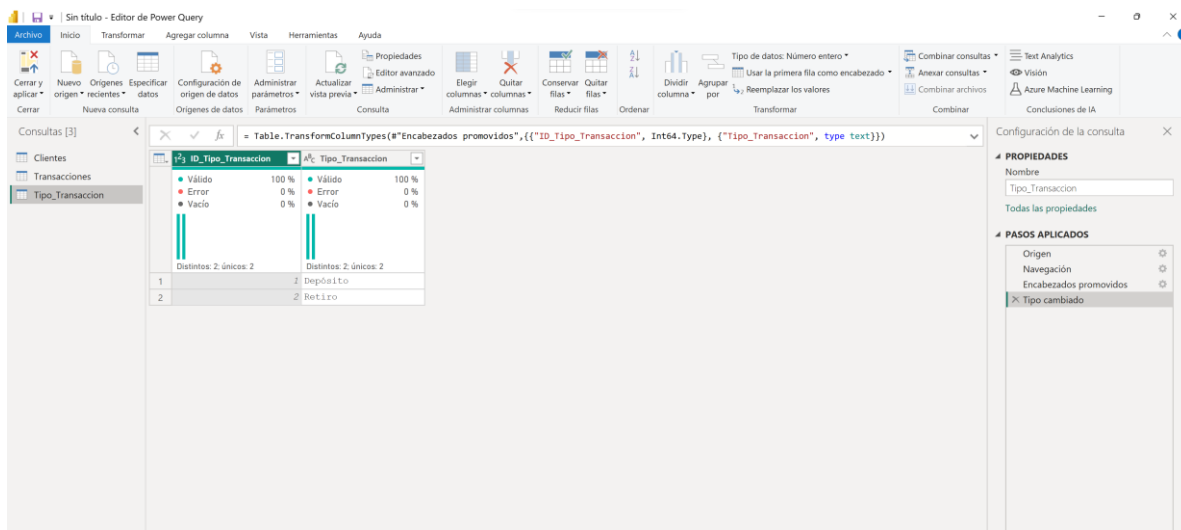 Sin título - Editor de Power Query
Archivo Inicio Transformar Agregar columna Vista Herramientas Ayuda
Cerrar y aplicar
Nuevo origen
Orígenes recientes
Especificar datos
Configuración de origen de datos
Administrar parámetros
Actualizar vista previa
Propiedades
Editor avanzado
Administrar
Elegir columnas
Quitar columnas
Conservar filas
Quitar filas
Dividir columna
Agrupar por
Tipo de datos: Número entero
Usar la primera fila como encabezado
Reemplazar los valores
Combinar consultas
Anexar consultas
Combinar archivos
Text Analytics
Visión
Azure Machine Learning
Cerrar Nueva consulta Orígenes de datos Parámetros Consulta Administrar columnas Reducir filas Ordenar Transformar Combinar Conclusiones de IA
Consultas [3]
Clientes
Transacciones
Tipo_Transaccion
fx = Table.TransformColumnTypes(#"Encabezados promovidos",{{"ID_Tipo_Transaccion", Int64.Type}, {"Tipo_Transaccion", type text}})
1²3 ID_Tipo_Transaccion ABC Tipo_Transaccion
Válido 100 % Válido 100 %
Error 0 % Error 0 %
Vacío 0 % Vacío 0 %
Distintos: 2; únicos: 2 Distintos: 2; únicos: 2
1 1 Depósito
2 2 Retiro
Configuración de la consulta
PROPIEDADES
Nombre
Tipo_Transaccion
Todas las propiedades
PASOS APLICADOS
Origen
Navegación
Encabezados promovidos
Tipo cambiado